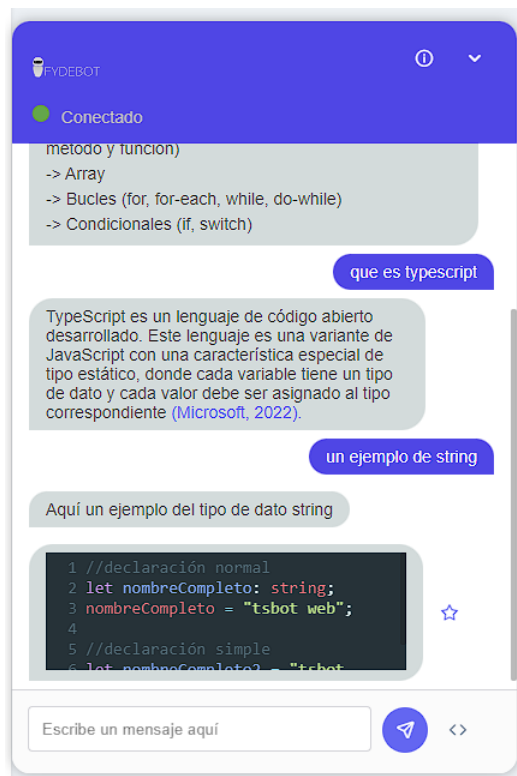 FYDEBOT
Conectado
método y función)
-> Array
-> Bucles (for, for-each, while, do-while)
-> Condicionales (if, switch)
que es typescript
TypeScript es un lenguaje de código abierto
desarrollado. Este lenguaje es una variante de
JavaScript con una característica especial de
tipo estático, donde cada variable tiene un tipo
de dato y cada valor debe ser asignado al tipo
correspondiente (Microsoft, 2022).
un ejemplo de string
Aquí un ejemplo del tipo de dato string
1 //declaración normal
2 let nombreCompleto: string;
3 nombreCompleto = "tsbot web";
4
5 //declaración simple
6 let nombreCompleto2 = "tsbot
Escribe un mensaje aquí
<>